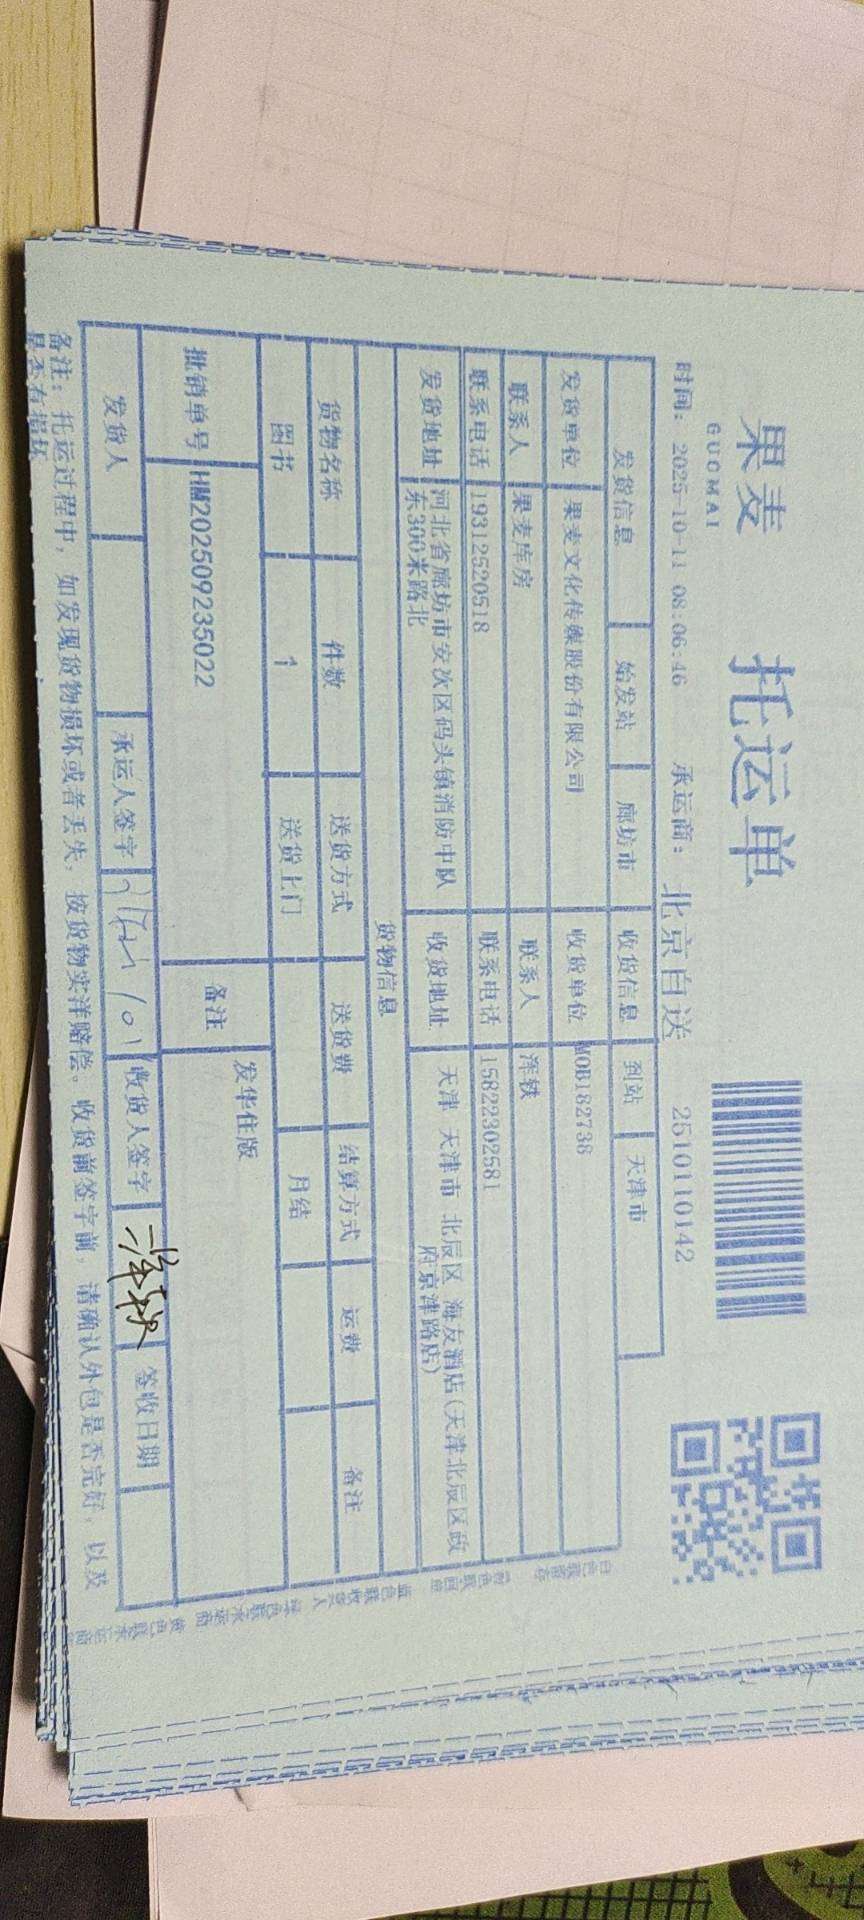 果麦
GUOMAI
托运单
时间： 2025-10-11 08:06:46 承运商： 北京自送 2510110142
发货信息 始发站 廊坊市 收货信息 到站 天津市
发货单位 果麦文化传媒股份有限公司 收货单位 MOB182738
联系人 果麦库房 联系人 浑轶
联系电话 19312520518 联系电话 15822302581
发货地址 河北省廊坊市安次区码头镇消防中队 收货地址 天津 天津市 北辰区 海友酒店(天津北辰区政
东300米路北 府京津路店)
货物信息
货物名称 件数 送货方式 送货费 结算方式 运费 备注
图书 1 送货上门 月结
批销单号 HM202509235022 备注 发华住版
发货人 承运人签字 收货人签字 签收日期
备注：托运过程中，如发现货物损坏或者丢失，按货物实洋赔偿。收货前签字前，请确认外包是否完好，以及
是否有损坏